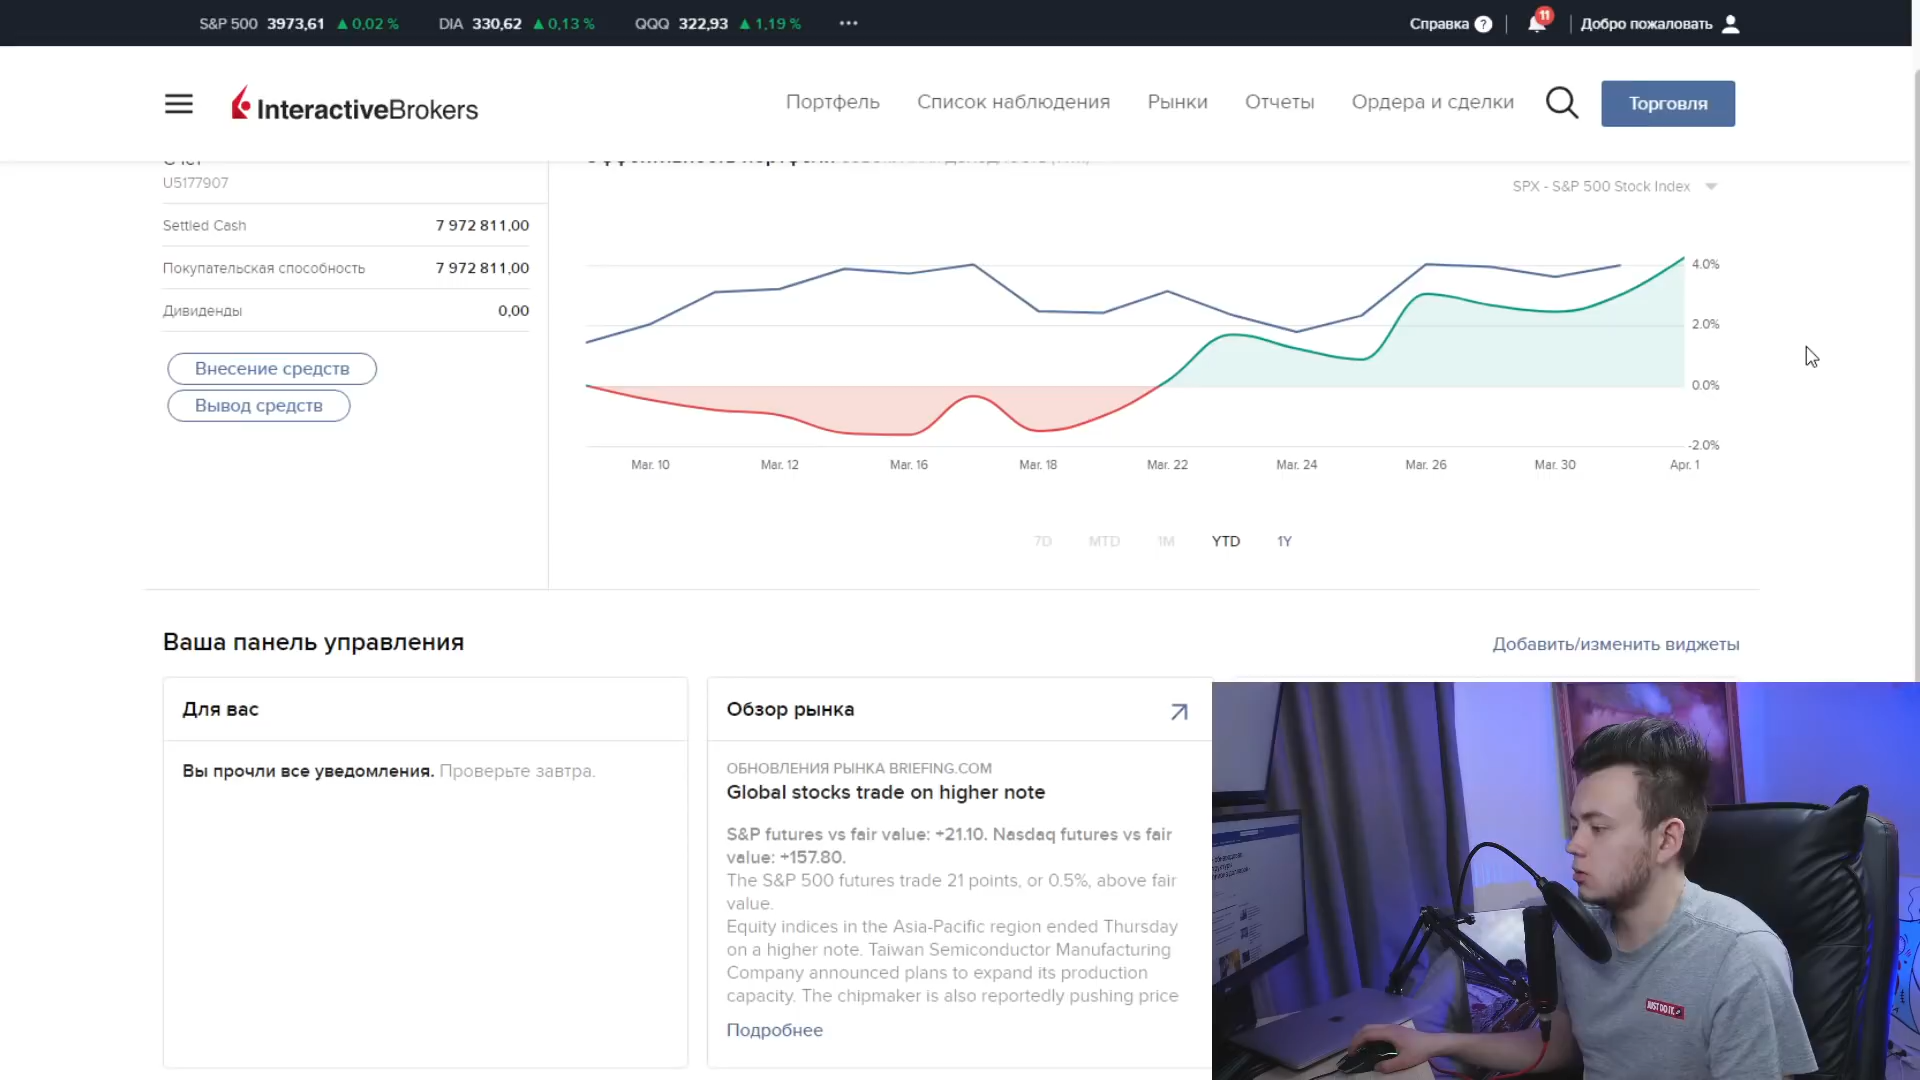 S&P 500 3973,61 ▲ 0,02 % DIA 330,62 ▲ 0,13 % QQQ 322,93 ▲ 1,19 % •••
Справка ? 11 Добро пожаловать
InteractiveBrokers
Портфель Список наблюдения Рынки Отчеты Ордера и сделки Торговля
U5177907
SPX - S&P 500 Stock Index
Settled Cash 7 972 811,00
Покупательская способность 7 972 811,00
Дивиденды 0,00
Внесение средств
Вывод средств
4.0%
2.0%
0.0%
-2.0%
Mar. 10 Mar. 12 Mar. 16 Mar. 18 Mar. 22 Mar. 24 Mar. 26 Mar. 30 Apr. 1
7D MTD 1M YTD 1Y
Ваша панель управления
Добавить/изменить виджеты
Для вас
Вы прочли все уведомления. Проверьте завтра.
Обзор рынка
ОБНОВЛЕНИЯ РЫНКА BRIEFING.COM
Global stocks trade on higher note
S&P futures vs fair value: +21.10. Nasdaq futures vs fair
value: +157.80.
The S&P 500 futures trade 21 points, or 0.5%, above fair
value.
Equity indices in the Asia-Pacific region ended Thursday
on a higher note. Taiwan Semiconductor Manufacturing
Company announced plans to expand its production
capacity. The chipmaker is also reportedly pushing price
Подробнее
JUST DO IT.